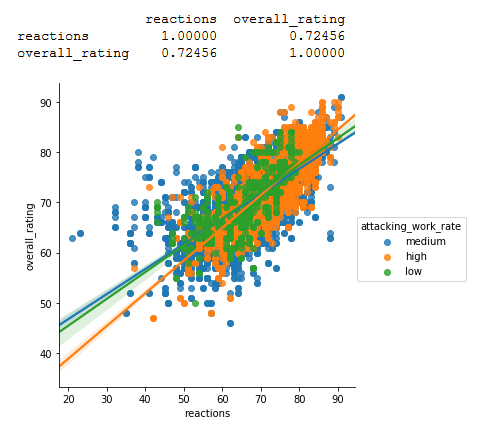 reactions overall_rating
reactions 1.00000 0.72456
overall_rating 0.72456 1.00000
90
80
70
60
50
40
overall_rating
20 30 40 50 60 70 80 90
reactions
attacking_work_rate
medium
high
low